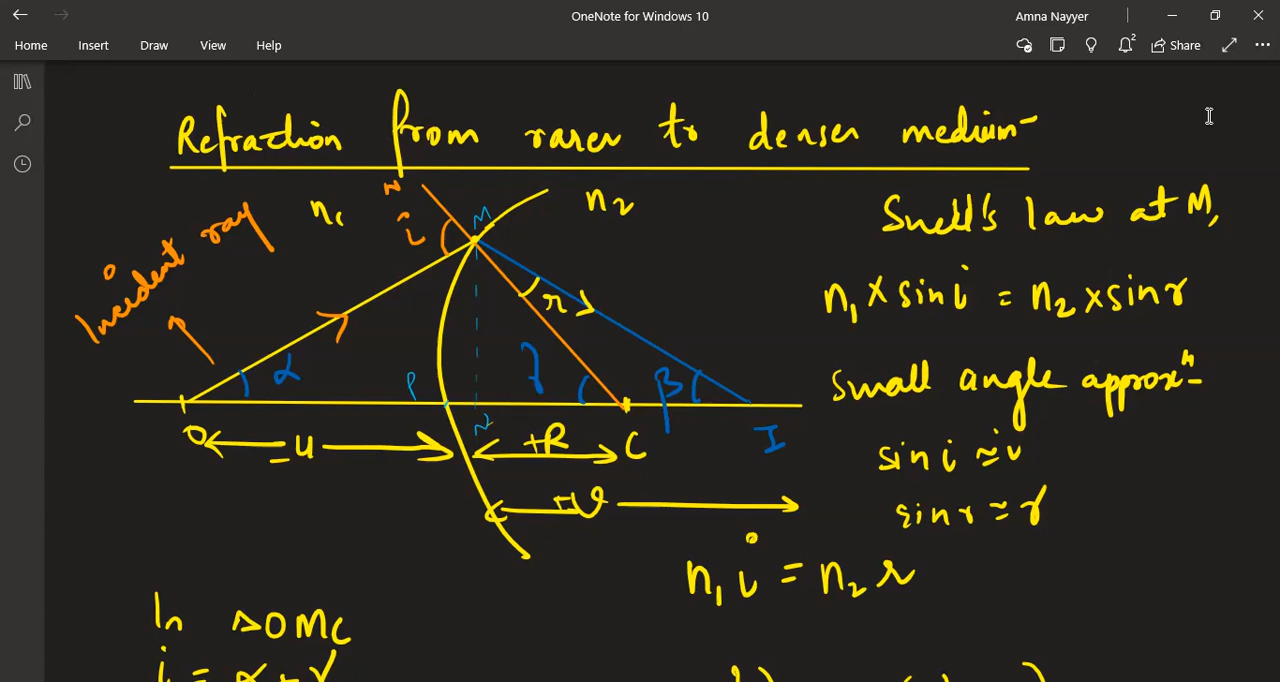 OneNote for Windows 10
Amna Nayyer
Home Insert Draw View Help
2
Share
Refraction from rarer to denser medium-
N
M
n₁
n₂
i
Incident ray
r
α
γ
β
P
N
O
-u
+R
C
I
+v
Snell's law at M,
n₁ × sin i = n₂ × sin r
small angle approxⁿ-
sin i ≈ i
sin r ≈ r
n₁ i = n₂ r
In ΔOMC
i = α + γ